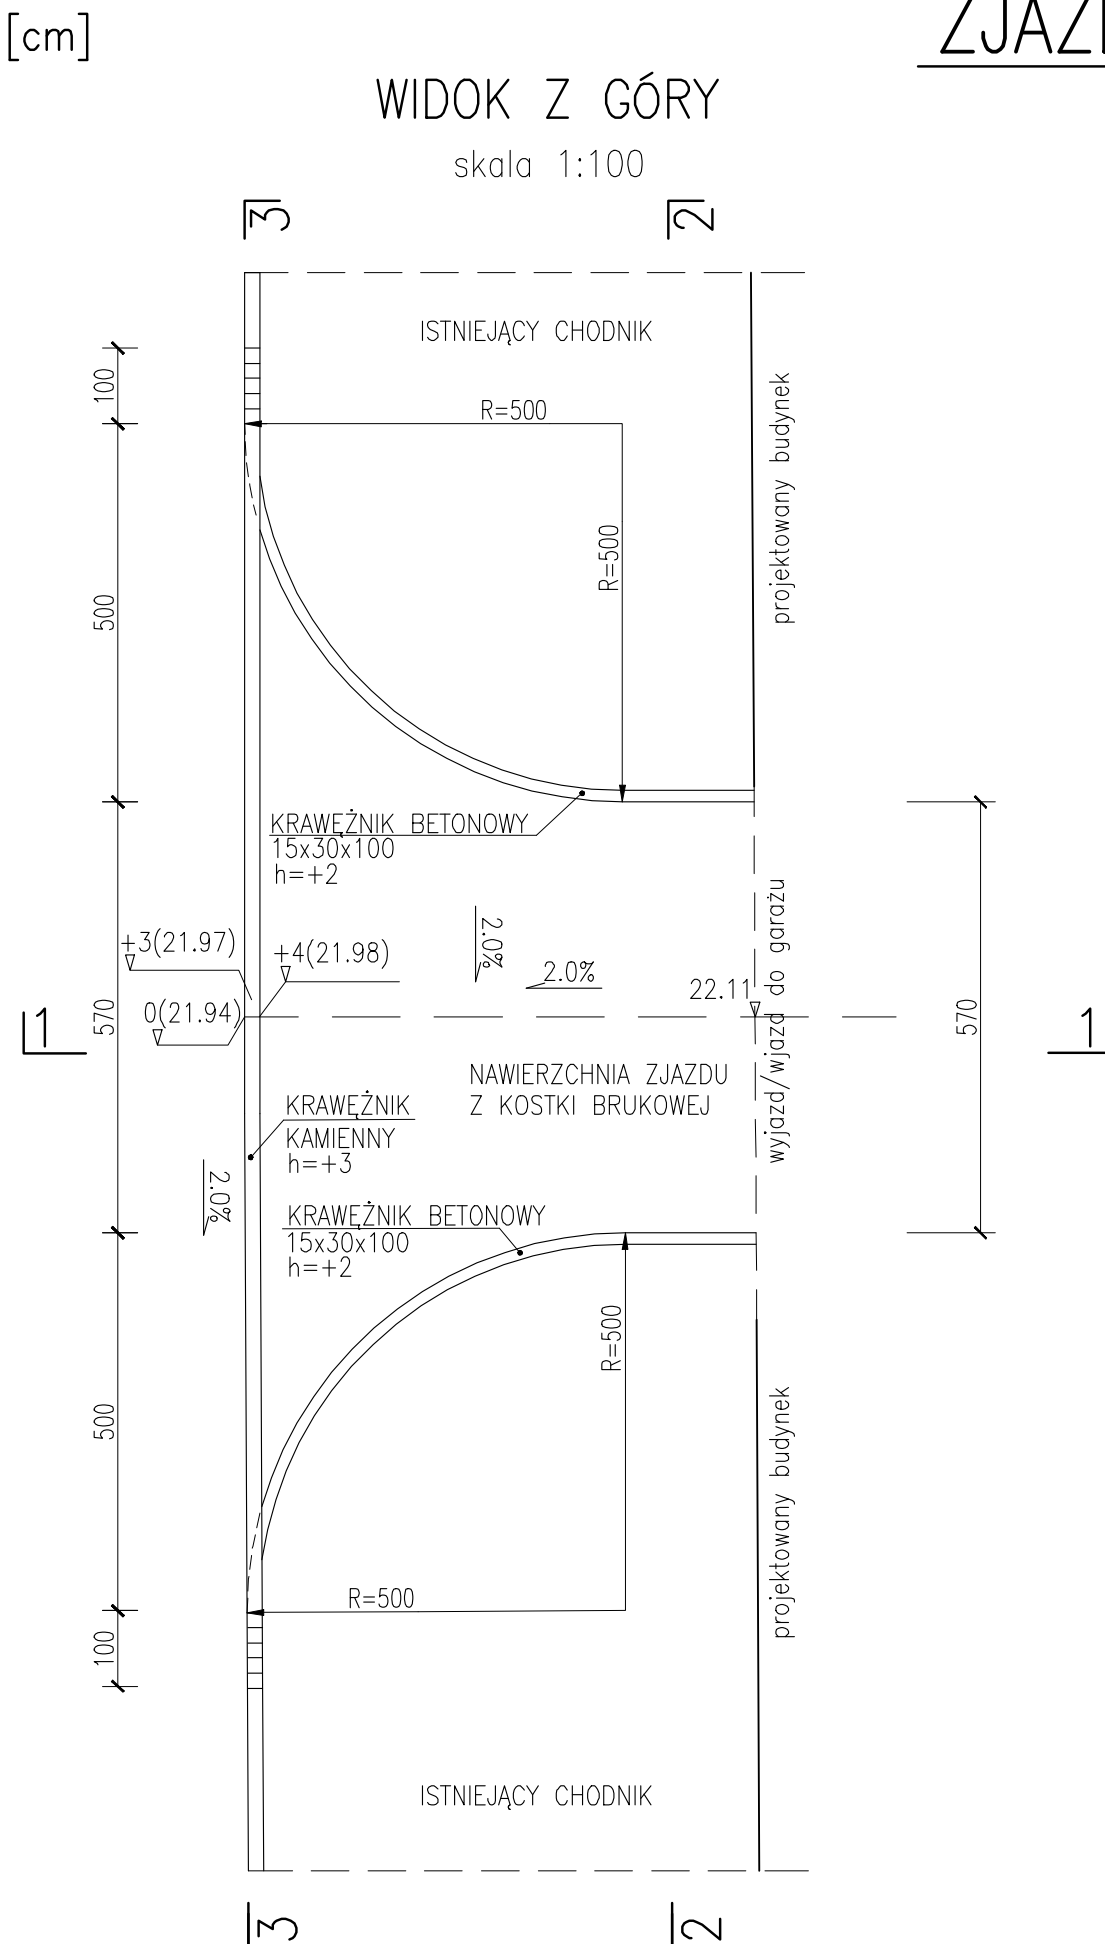 [cm]
ZJAZ
WIDOK Z GÓRY
skala 1:100
3
2
ISTNIEJĄCY CHODNIK
100
R=500
projektowany budynek
R=500
500
KRAWĘŻNIK BETONOWY
15x30x100
h=+2
2.0%
2.0%
+3(21.97)
+4(21.98)
22.11
0(21.94)
wyjazd/wjazd do garażu
1
570
570
1
NAWIERZCHNIA ZJAZDU
Z KOSTKI BRUKOWEJ
KRAWĘŻNIK
KAMIENNY
h=+3
2.0%
KRAWĘŻNIK BETONOWY
15x30x100
h=+2
R=500
500
projektowany budynek
R=500
100
ISTNIEJĄCY CHODNIK
3
2